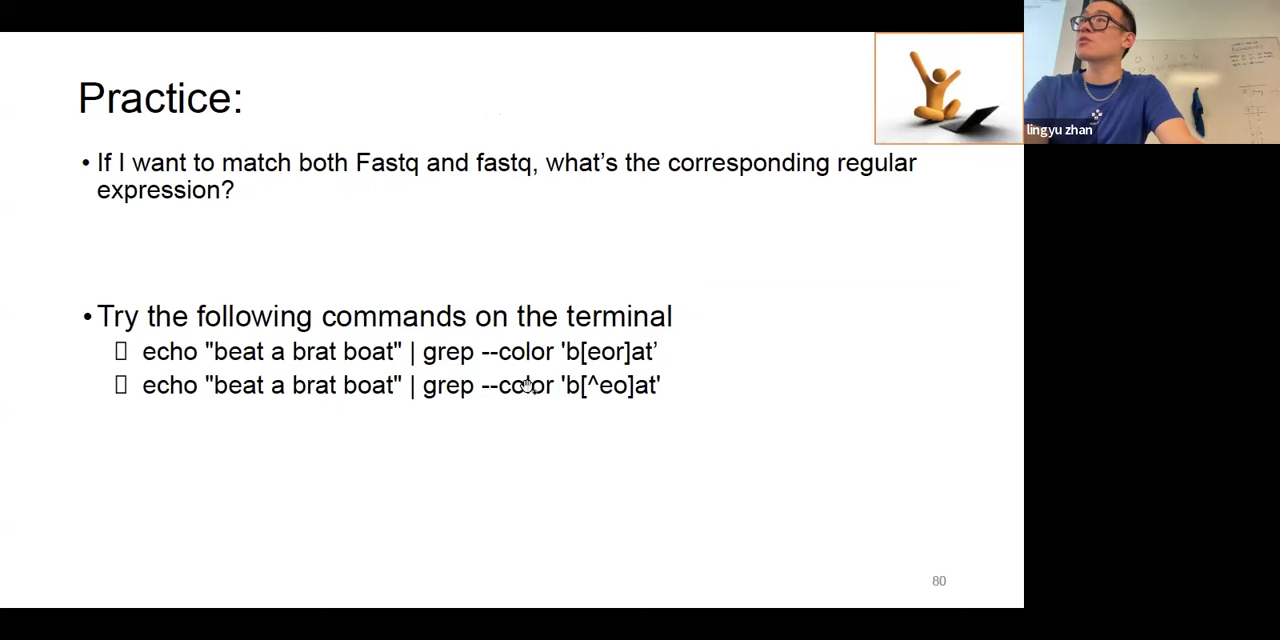 Practice:
• If I want to match both Fastq and fastq, what’s the corresponding regular
expression?
• Try the following commands on the terminal
echo "beat a brat boat" | grep --color 'b[eor]at’
echo "beat a brat boat" | grep --color 'b[^eo]at'
80
lingyu zhan